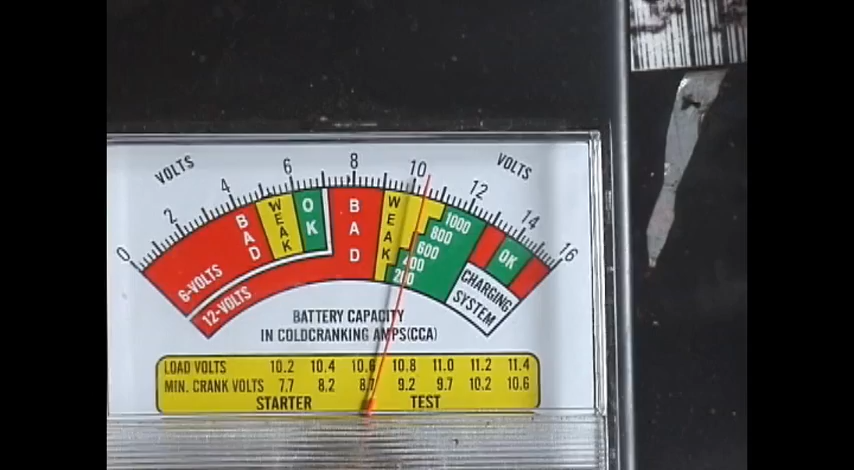 VOLTS VOLTS
0 2 4 6 8 10 12 14 16
BAD WEAK OK BAD WEAK 1000 OK
800
600
400
200
6-VOLTS
12-VOLTS
CHARGING
SYSTEM
BATTERY CAPACITY
IN COLDCRANKING AMPS(CCA)
LOAD VOLTS 10.2 10.4 10.6 10.8 11.0 11.2 11.4
MIN. CRANK VOLTS 7.7 8.2 8.7 9.2 9.7 10.2 10.6
STARTER TEST